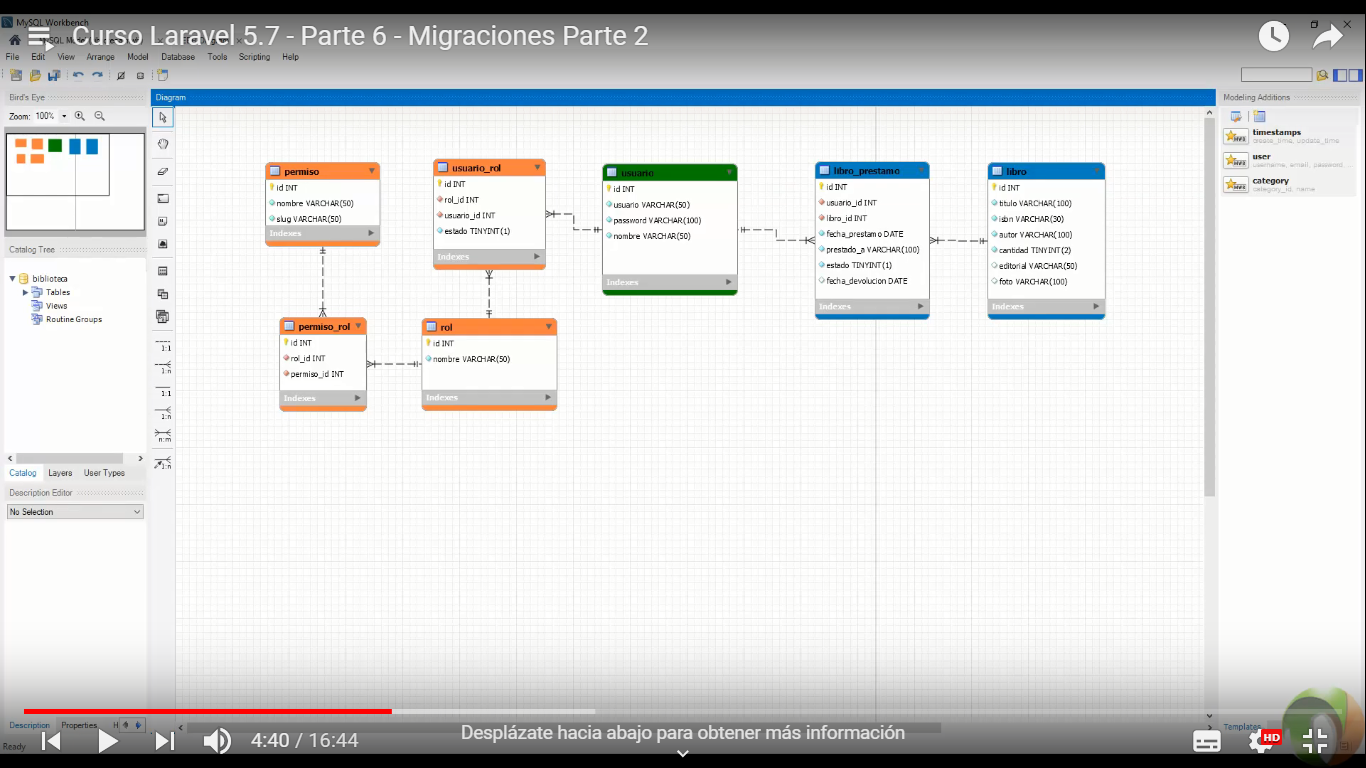 MySQL Workbench
Curso Laravel 5.7 - Parte 6 - Migraciones Parte 2
File Edit View Arrange Model Database Tools Scripting Help
Bird's Eye
Zoom: 100%
Diagram
Modeling Additions
timestamps
create_time, update_time
user
username, email, password, ...
category
category_id, name
permiso
id INT
nombre VARCHAR(50)
slug VARCHAR(50)
Indexes
usuario_rol
id INT
rol_id INT
usuario_id INT
estado TINYINT(1)
Indexes
usuario
id INT
usuario VARCHAR(50)
password VARCHAR(100)
nombre VARCHAR(50)
Indexes
libro_prestamo
id INT
usuario_id INT
libro_id INT
fecha_prestamo DATE
prestado_a VARCHAR(100)
estado TINYINT(1)
fecha_devolucion DATE
Indexes
libro
id INT
titulo VARCHAR(100)
isbn VARCHAR(30)
autor VARCHAR(100)
cantidad TINYINT(2)
editorial VARCHAR(50)
foto VARCHAR(100)
Indexes
permiso_rol
id INT
rol_id INT
permiso_id INT
Indexes
rol
id INT
nombre VARCHAR(50)
Indexes
Catalog Tree
biblioteca
Tables
Views
Routine Groups
1:1
1:n
1:1
1:n
n:m
1:n
Catalog Layers User Types
Description Editor
No Selection
Description Properties H
Templates
Ready
4:40 / 16:44
Desplázate hacia abajo para obtener más información
HD